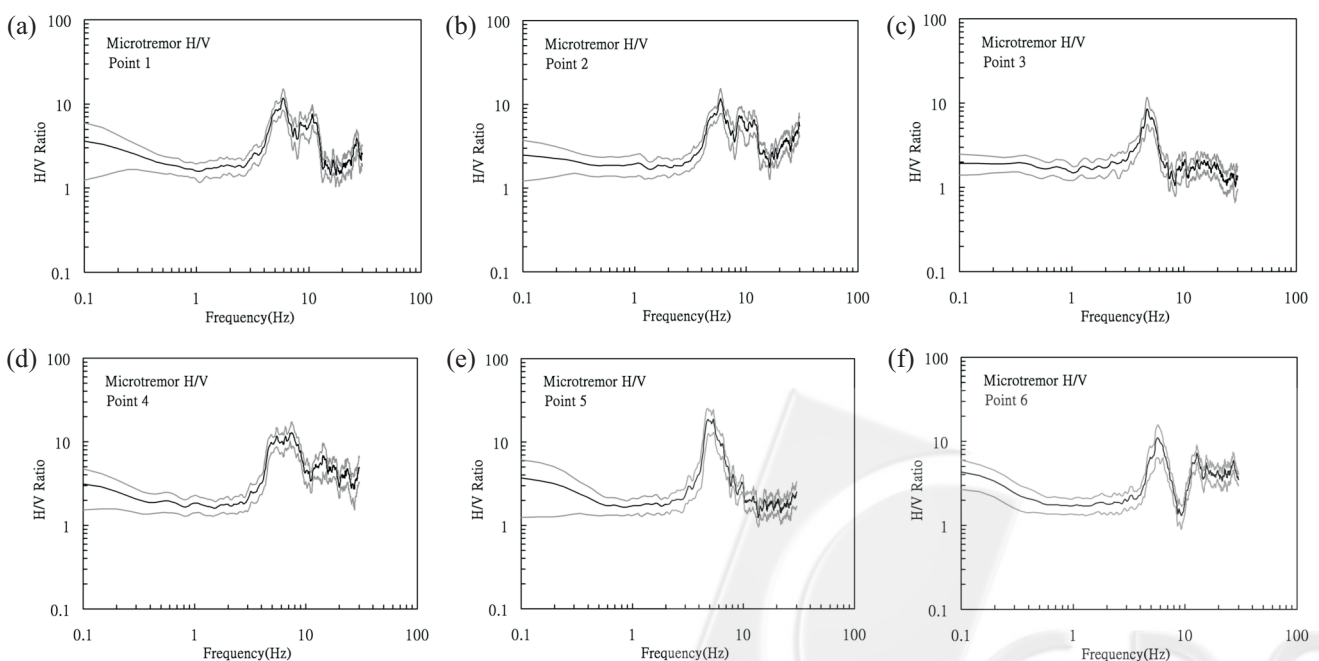 (a)
100
10
1
0.1
H/V Ratio
Microtremor H/V
Point 1
0.1 1 10 100
Frequency(Hz)
(b)
100
10
1
0.1
H/V Ratio
Microtremor H/V
Point 2
0.1 1 10 100
Frequency(Hz)
(c)
100
10
1
0.1
H/V Ratio
Microtremor H/V
Point 3
0.1 1 10 100
Frequency(Hz)
(d)
100
10
1
0.1
H/V Ratio
Microtremor H/V
Point 4
0.1 1 10 100
Frequency(Hz)
(e)
100
10
1
0.1
H/V Ratio
Microtremor H/V
Point 5
0.1 1 10 100
Frequency(Hz)
(f)
100
10
1
0.1
H/V Ratio
Microtremor H/V
Point 6
0.1 1 10 100
Frequency(Hz)